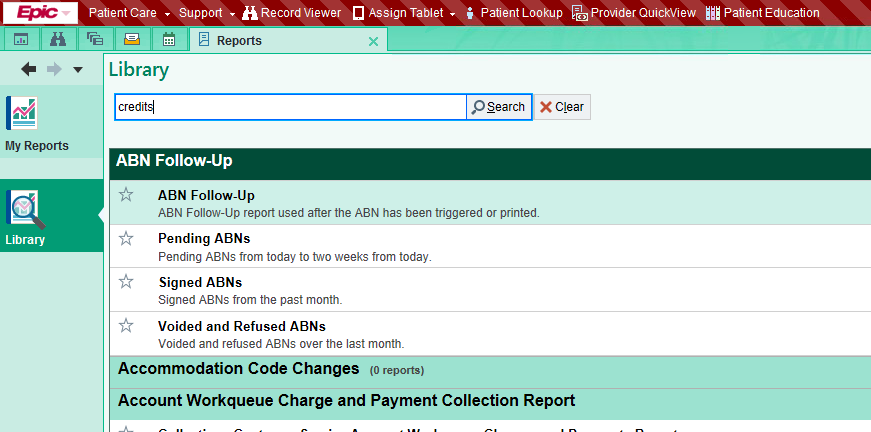 Epic Patient Care Support Record Viewer Assign Tablet Patient Lookup Provider QuickView Patient Education
Reports
Library
credits Search Clear
My Reports
Library
ABN Follow-Up
ABN Follow-Up
ABN Follow-Up report used after the ABN has been triggered or printed.
Pending ABNs
Pending ABNs from today to two weeks from today.
Signed ABNs
Signed ABNs from the past month.
Voided and Refused ABNs
Voided and refused ABNs over the last month.
Accommodation Code Changes (0 reports)
Account Workqueue Charge and Payment Collection Report